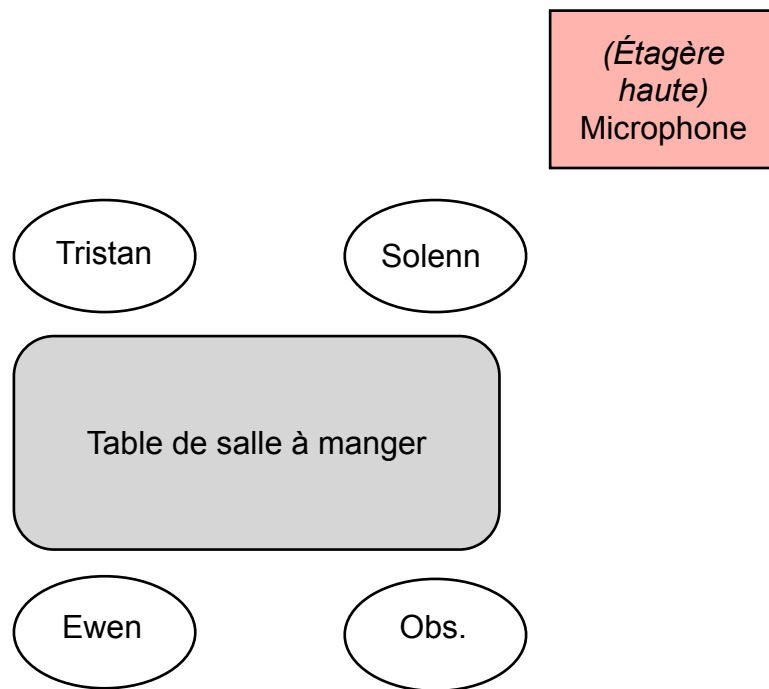 (Étagère
haute)
Microphone
Tristan
Solenn
Table de salle à manger
Ewen
Obs.